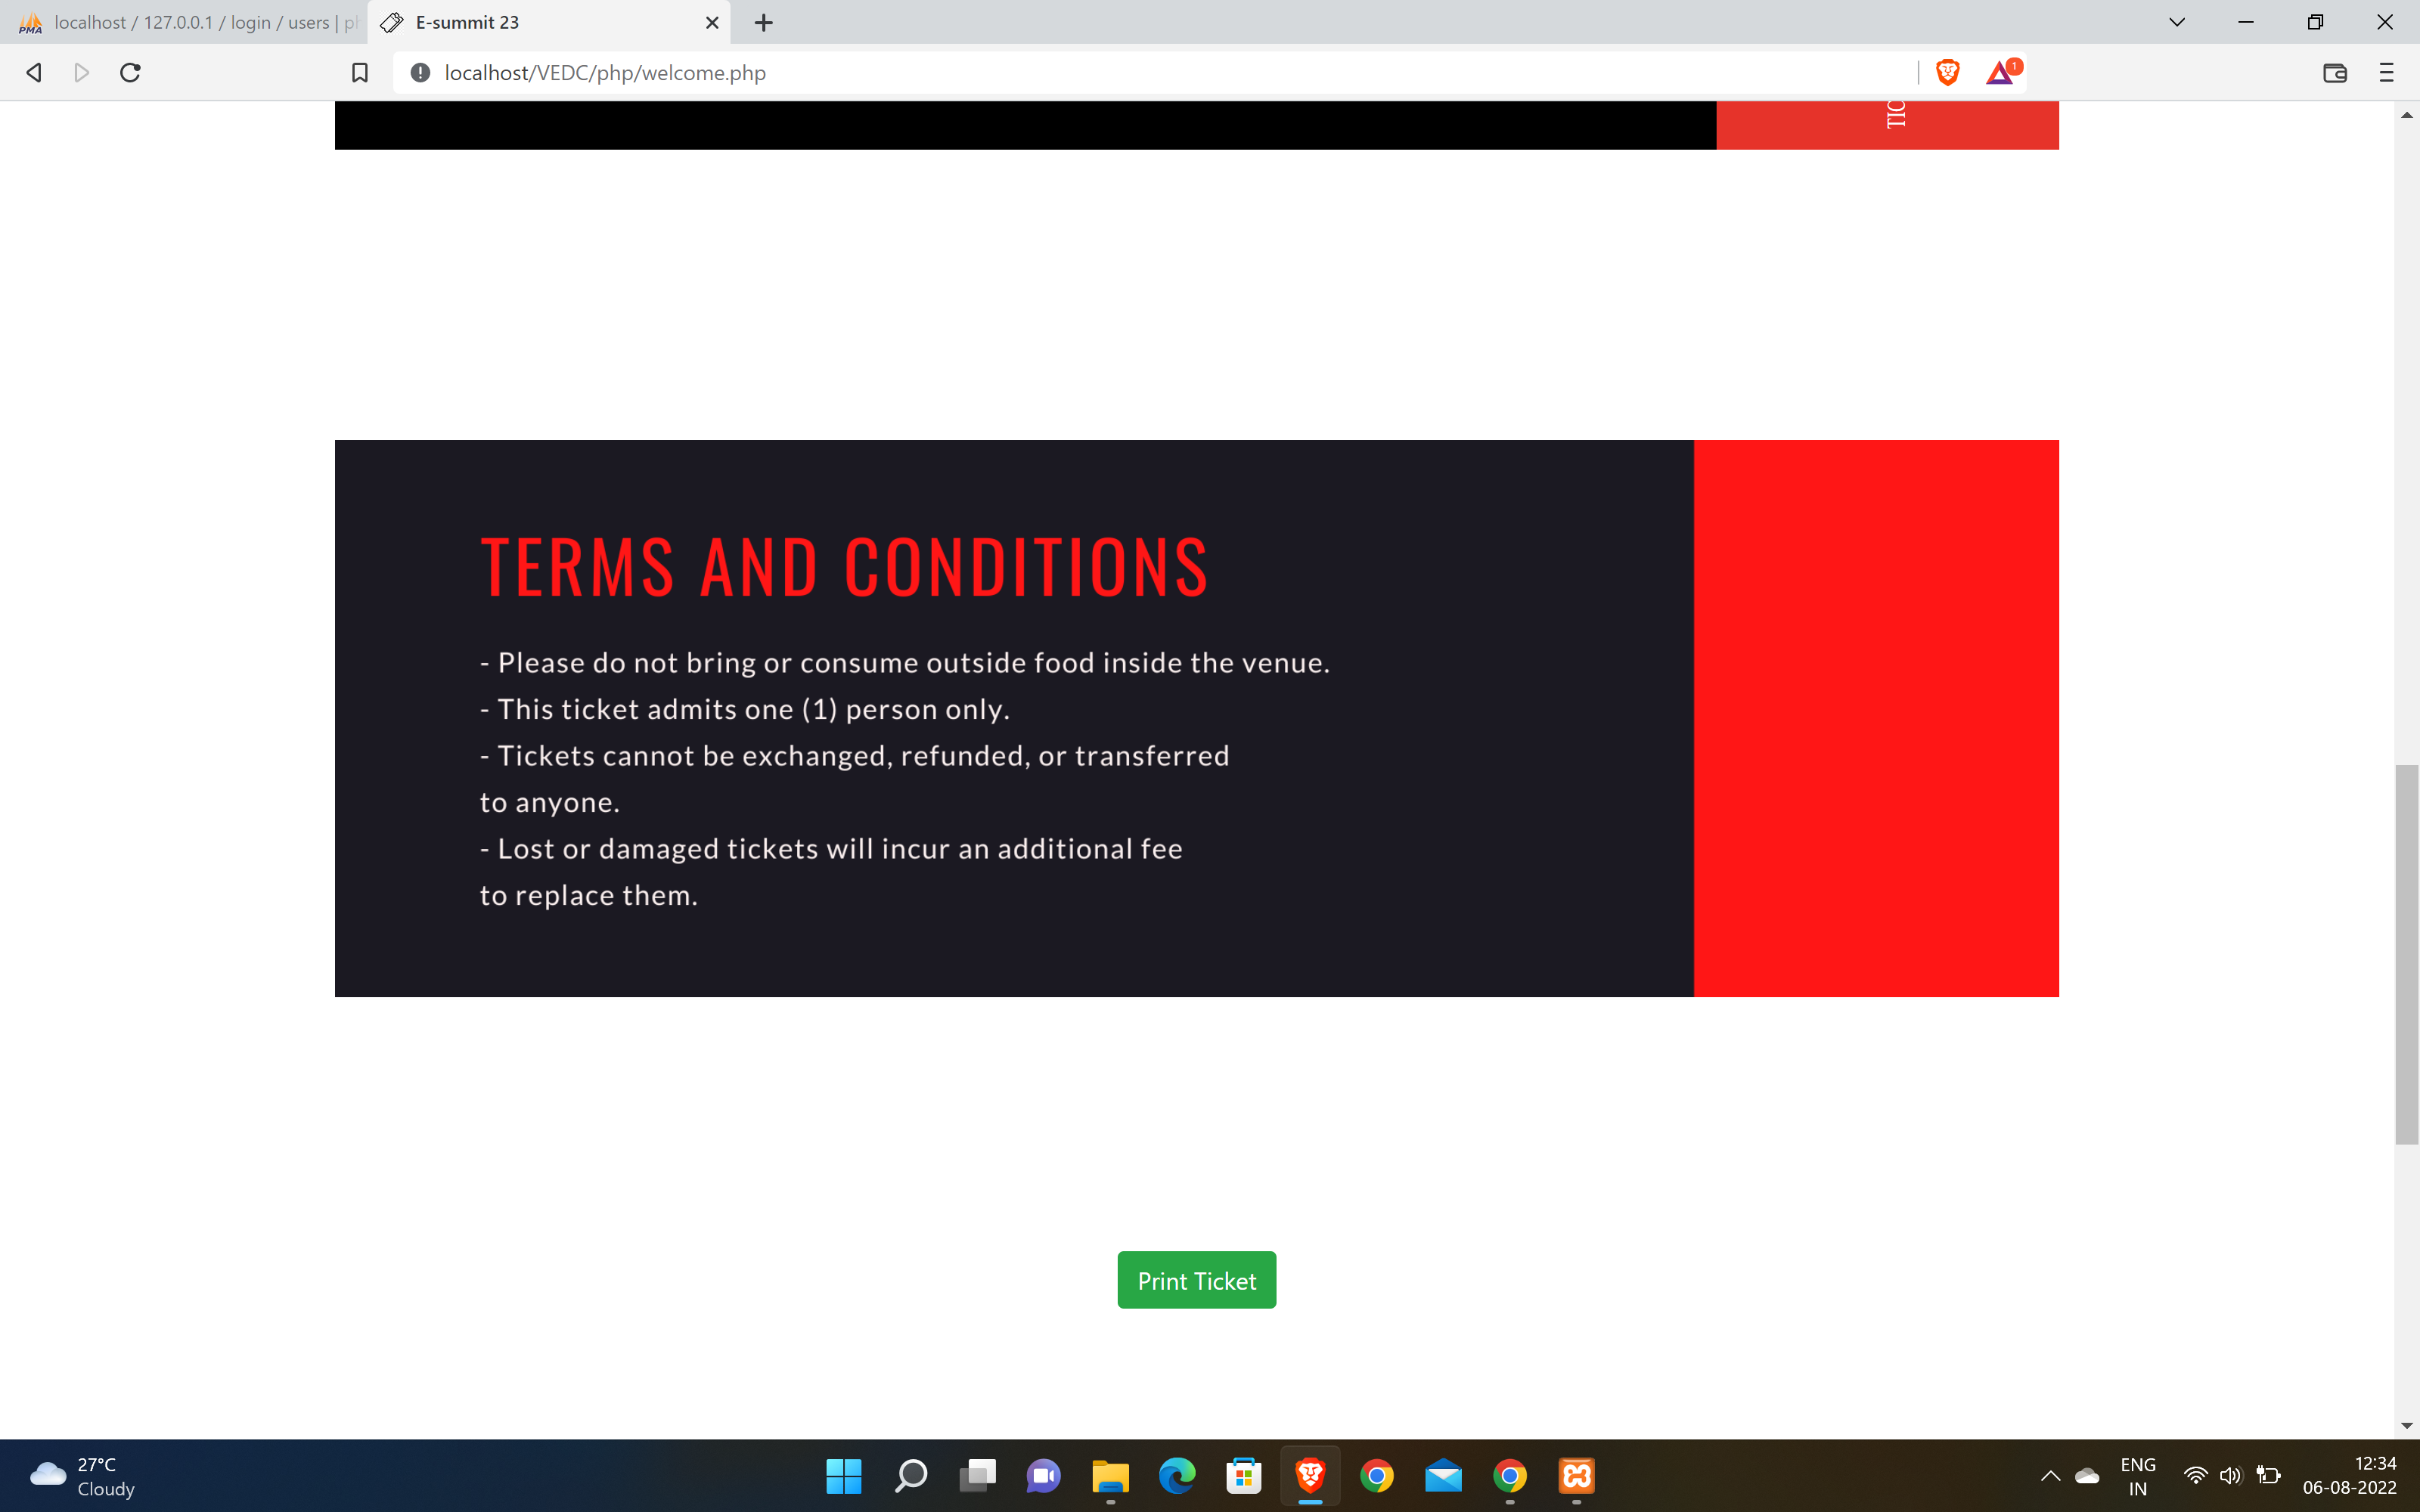 PMA localhost / 127.0.0.1 / login / users | ph
E-summit 23
localhost/VEDC/php/welcome.php
1
TIC
TERMS AND CONDITIONS
- Please do not bring or consume outside food inside the venue.
- This ticket admits one (1) person only.
- Tickets cannot be exchanged, refunded, or transferred
to anyone.
- Lost or damaged tickets will incur an additional fee
to replace them.
Print Ticket
27°C
Cloudy
ENG
IN
12:34
06-08-2022